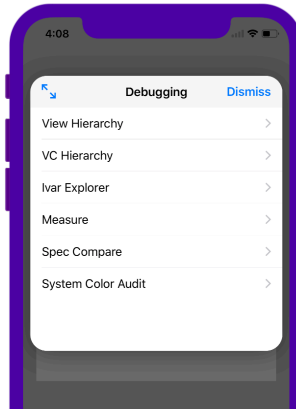 4:08
Debugging
Dismiss
View Hierarchy
VC Hierarchy
Ivar Explorer
Measure
Spec Compare
System Color Audit